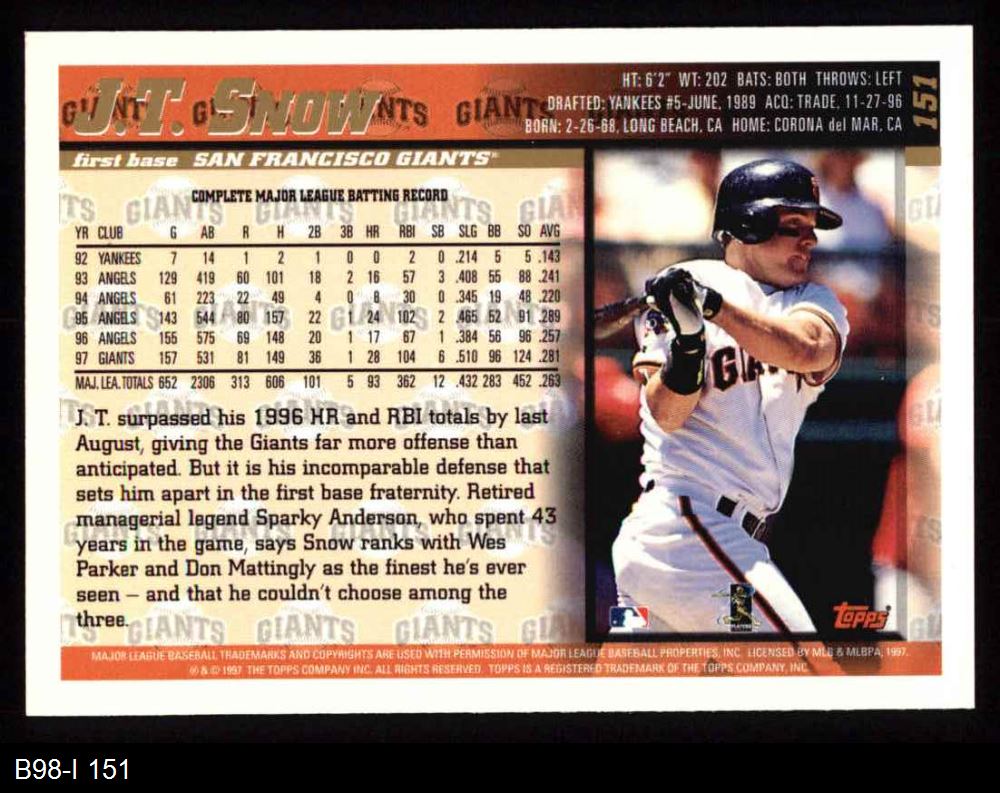 J.T. SNOW
HT: 6'2" WT: 202 BATS: BOTH THROWS: LEFT
DRAFTED: YANKEES #5-JUNE, 1989 ACQ: TRADE, 11-27-96
BORN: 2-26-68, LONG BEACH, CA HOME: CORONA del MAR, CA
151
first base SAN FRANCISCO GIANTS
COMPLETE MAJOR LEAGUE BATTING RECORD
YR CLUB G AB R H 2B 3B HR RBI SB SLG BB SO AVG
92 YANKEES 7 14 1 2 1 0 0 2 0 .214 5 5 .143
93 ANGELS 129 419 60 101 18 2 16 57 3 .408 55 88 .241
94 ANGELS 61 223 22 49 4 0 8 30 0 .345 19 48 .220
95 ANGELS 143 544 80 157 22 1 24 102 2 .465 52 91 .289
96 ANGELS 155 575 69 148 20 1 17 67 1 .384 56 96 .257
97 GIANTS 157 531 81 149 36 1 28 104 6 .510 96 124 .281
MAJ. LEA. TOTALS 652 2306 313 606 101 5 93 362 12 .432 283 452 .263
J. T. surpassed his 1996 HR and RBI totals by last
August, giving the Giants far more offense than
anticipated. But it is his incomparable defense that
sets him apart in the first base fraternity. Retired
managerial legend Sparky Anderson, who spent 43
years in the game, says Snow ranks with Wes
Parker and Don Mattingly as the finest he's ever
seen – and that he couldn't choose among the
three.
GIA
Topps
MAJOR LEAGUE BASEBALL TRADEMARKS AND COPYRIGHTS ARE USED WITH PERMISSION OF MAJOR LEAGUE BASEBALL PROPERTIES, INC. LICENSED BY MLB & MLBPA, 1997.
® & © 1997 THE TOPPS COMPANY INC. ALL RIGHTS RESERVED. TOPPS IS A REGISTERED TRADEMARK OF THE TOPPS COMPANY, INC.
B98-I 151